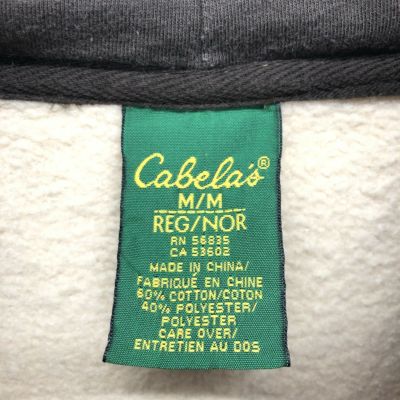 Cabela's®
M/M
REG/NOR
RN 56835
CA 53602
MADE IN CHINA/
FABRIQUÉ EN CHINE
60% COTTON/COTON
40% POLYESTER/
POLYESTER
CARE OVER/
ENTRETIEN AU DOS